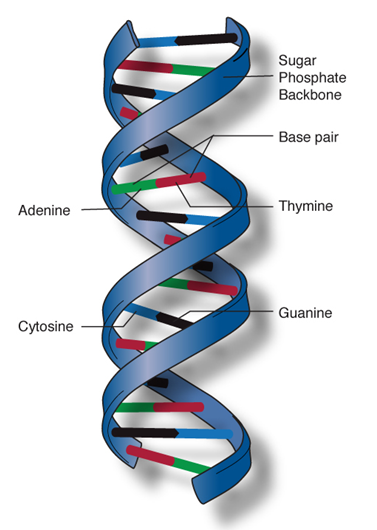 Sugar
Phosphate
Backbone
Base pair
Adenine
Thymine
Cytosine
Guanine